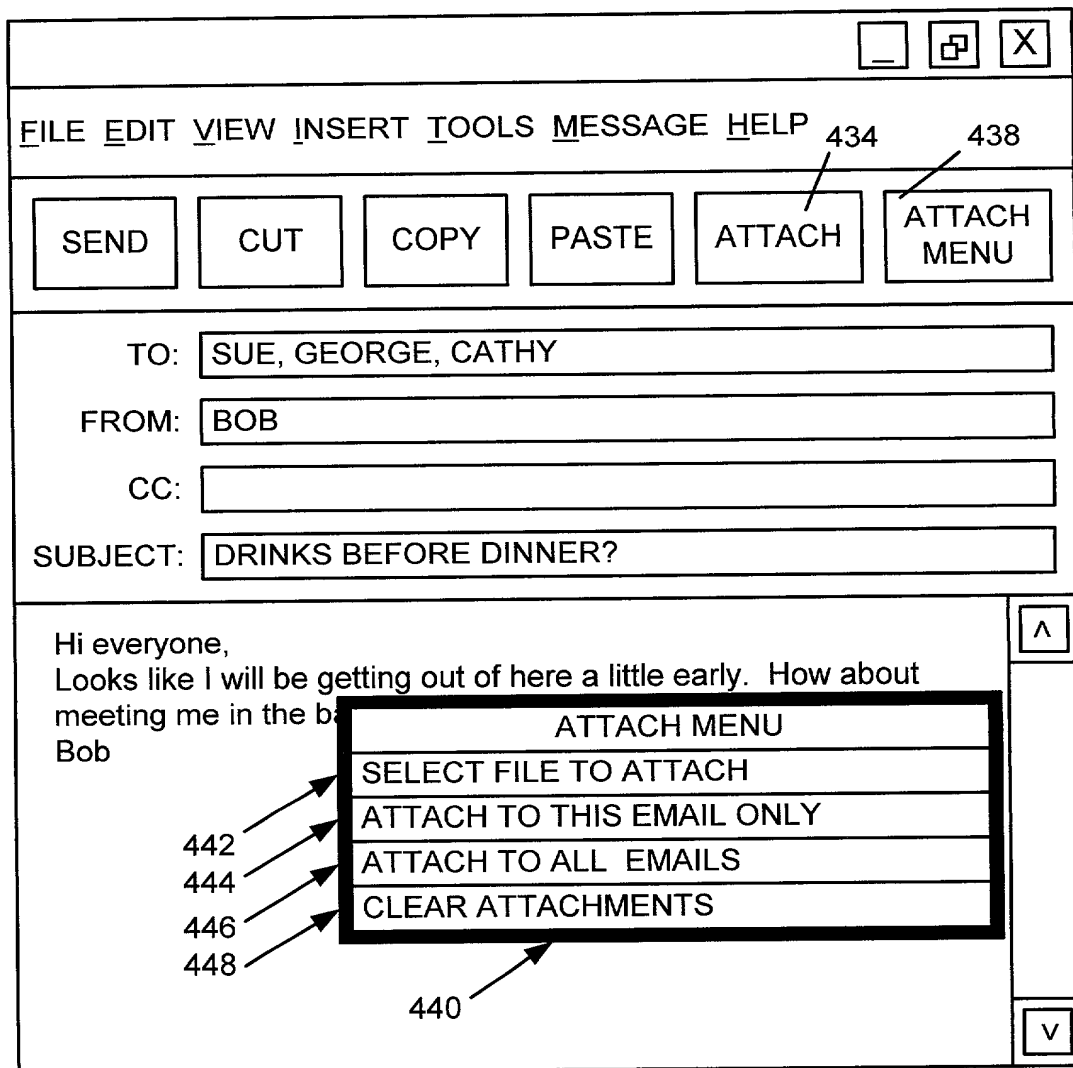 _ X
FILE EDIT VIEW INSERT TOOLS MESSAGE HELP
434 438
SEND CUT COPY PASTE ATTACH ATTACH MENU
TO: SUE, GEORGE, CATHY
FROM: BOB
CC:
SUBJECT: DRINKS BEFORE DINNER?
^
Hi everyone,
Looks like I will be getting out of here a little early. How about
meeting me in the
Bob
ATTACH MENU
SELECT FILE TO ATTACH
ATTACH TO THIS EMAIL ONLY
ATTACH TO ALL EMAILS
CLEAR ATTACHMENTS
442
444
446
448
440
v